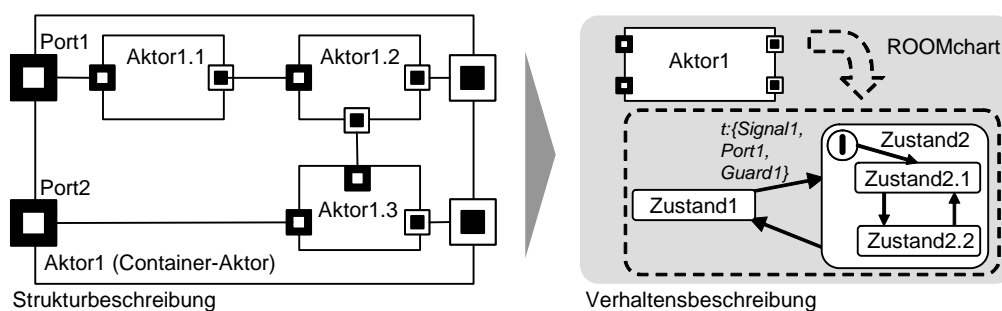 Port1
Aktor1.1
Aktor1.2
Port2
Aktor1.3
Aktor1 (Container-Aktor)
Strukturbeschreibung
Aktor1
ROOMchart
t:{Signal1,
Port1,
Guard1}
Zustand2
Zustand2.1
Zustand1
Zustand2.2
Verhaltensbeschreibung